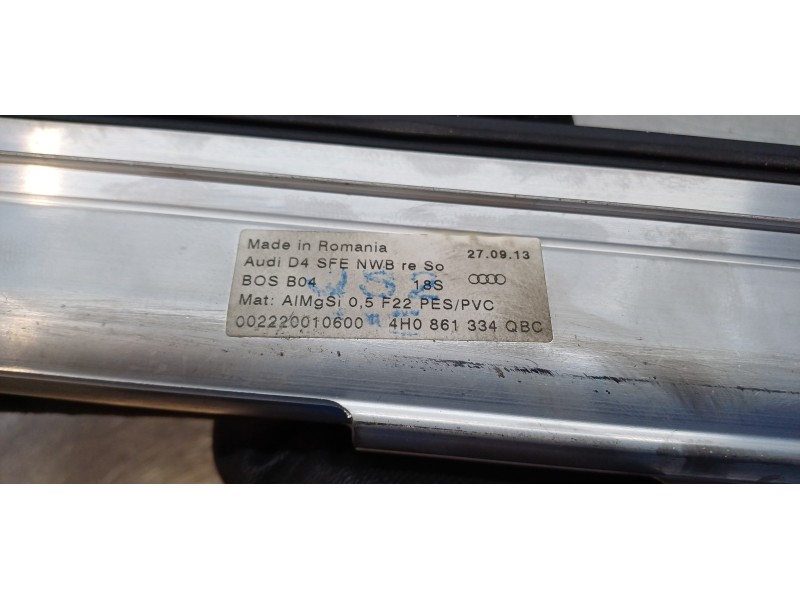 Made in Romania 27.09.13
Audi D4 SFE NWB re So
BOS B04 18S
Mat: AlMgSi 0,5 F22 PES/PVC
002220010600 4H0 861 334 QBC